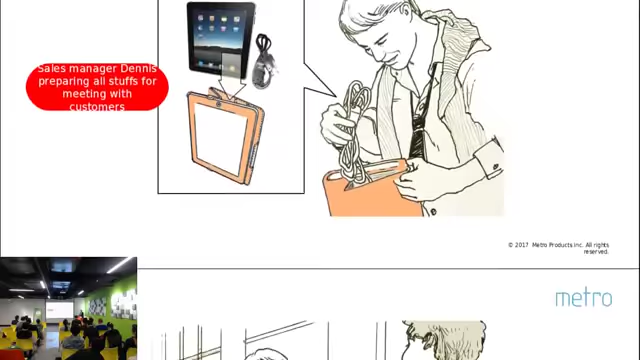 Sales manager Dennis
preparing all stuffs for
meeting with
customers
© 2017 Metro Products Inc. All rights
reserved.
metro